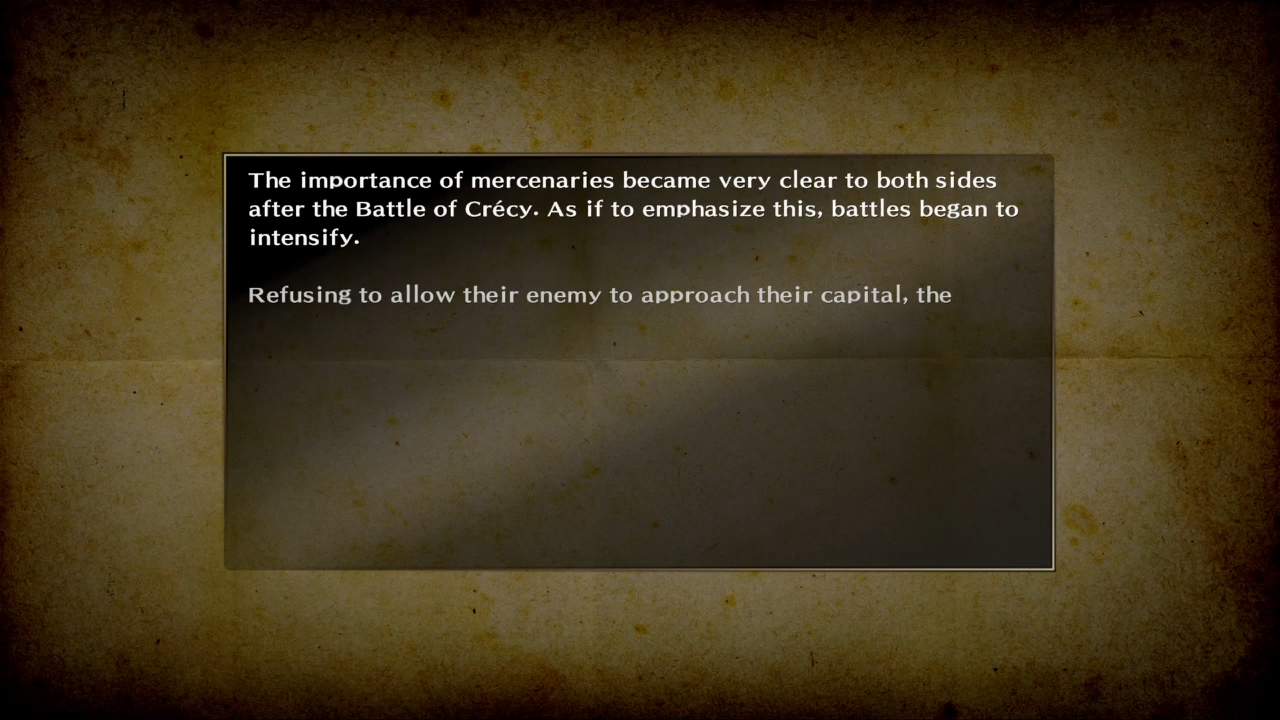 The importance of mercenaries became very clear to both sides
after the Battle of Crécy. As if to emphasize this, battles began to
intensify.
Refusing to allow their enemy to approach their capital, the